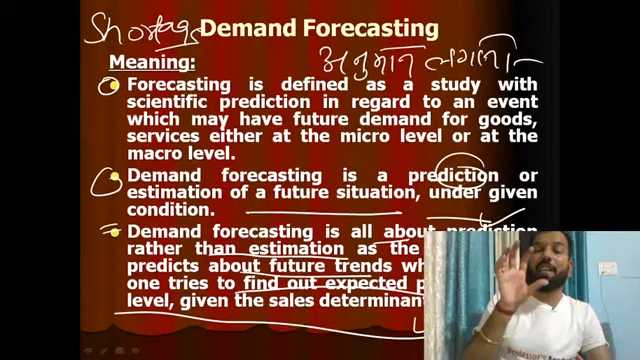 Shortage
Demand Forecasting
अनुमान लगाना
Meaning:
Forecasting is defined as a study with
scientific prediction in regard to an event
which may have future demand for goods,
services either at the micro level or at the
macro level.
Demand forecasting is a prediction or
estimation of a future situation, under given
condition.
Demand forecasting is all about prediction
rather than estimation as the
predicts about future trends
one tries to find out expected
level, given the sales